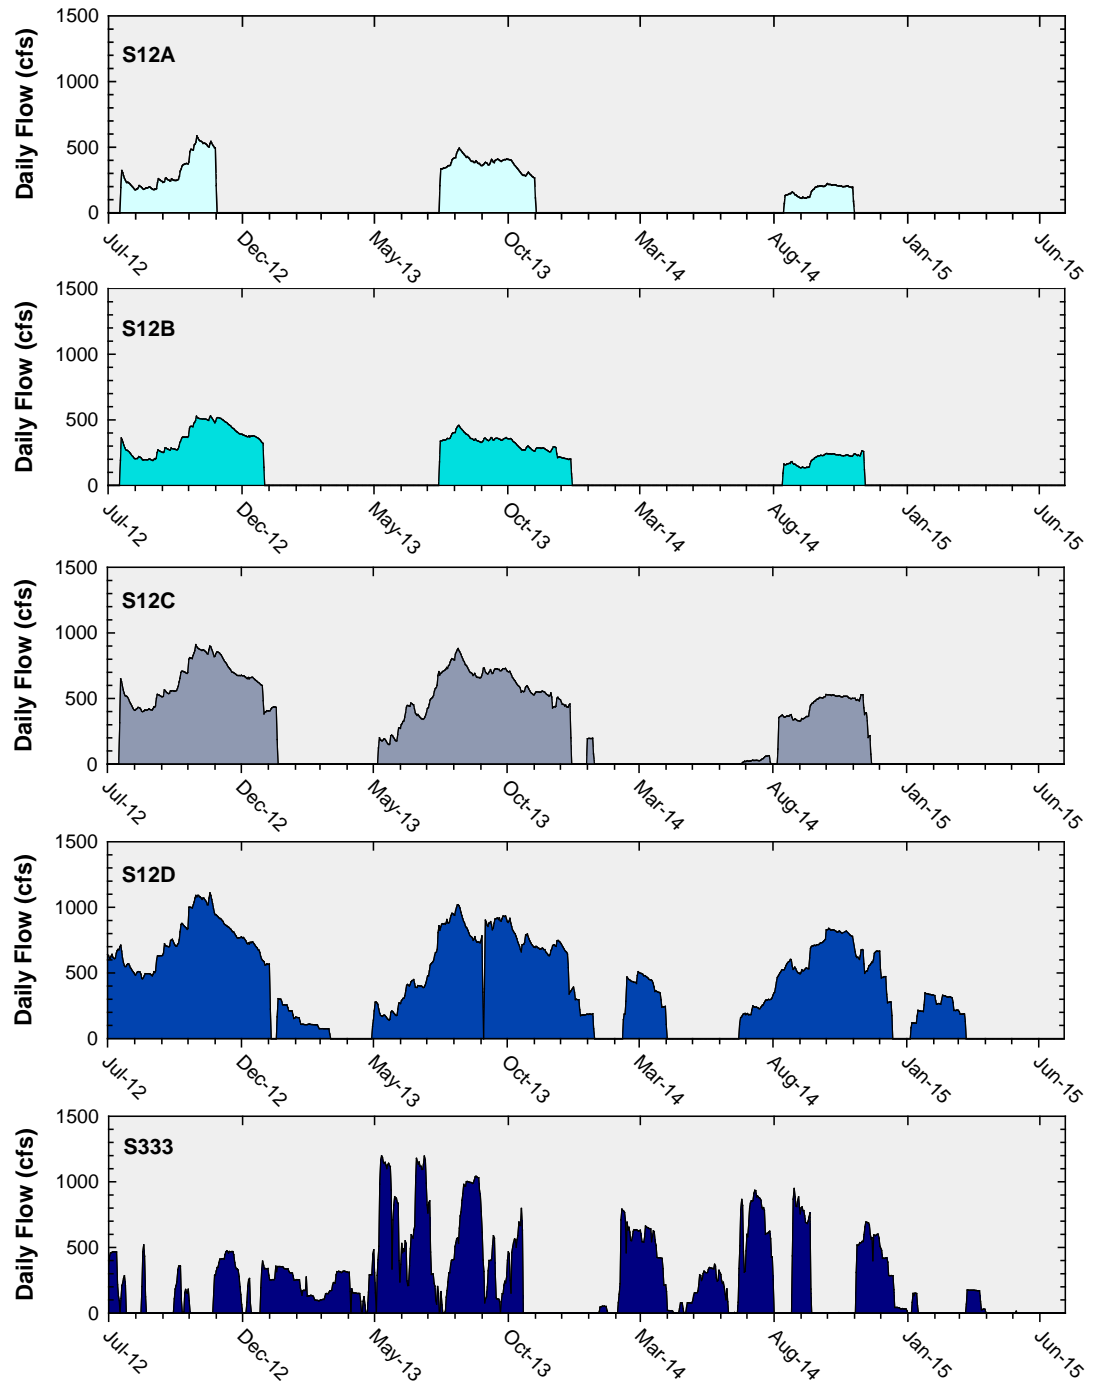 1500
S12A
1000
500
0
Daily Flow (cfs)
Jul-12 Dec-12 May-13 Oct-13 Mar-14 Aug-14 Jan-15 Jun-15
1500
S12B
1000
500
0
Daily Flow (cfs)
Jul-12 Dec-12 May-13 Oct-13 Mar-14 Aug-14 Jan-15 Jun-15
1500
S12C
1000
500
0
Daily Flow (cfs)
Jul-12 Dec-12 May-13 Oct-13 Mar-14 Aug-14 Jan-15 Jun-15
1500
S12D
1000
500
0
Daily Flow (cfs)
Jul-12 Dec-12 May-13 Oct-13 Mar-14 Aug-14 Jan-15 Jun-15
1500
S333
1000
500
0
Daily Flow (cfs)
Jul-12 Dec-12 May-13 Oct-13 Mar-14 Aug-14 Jan-15 Jun-15